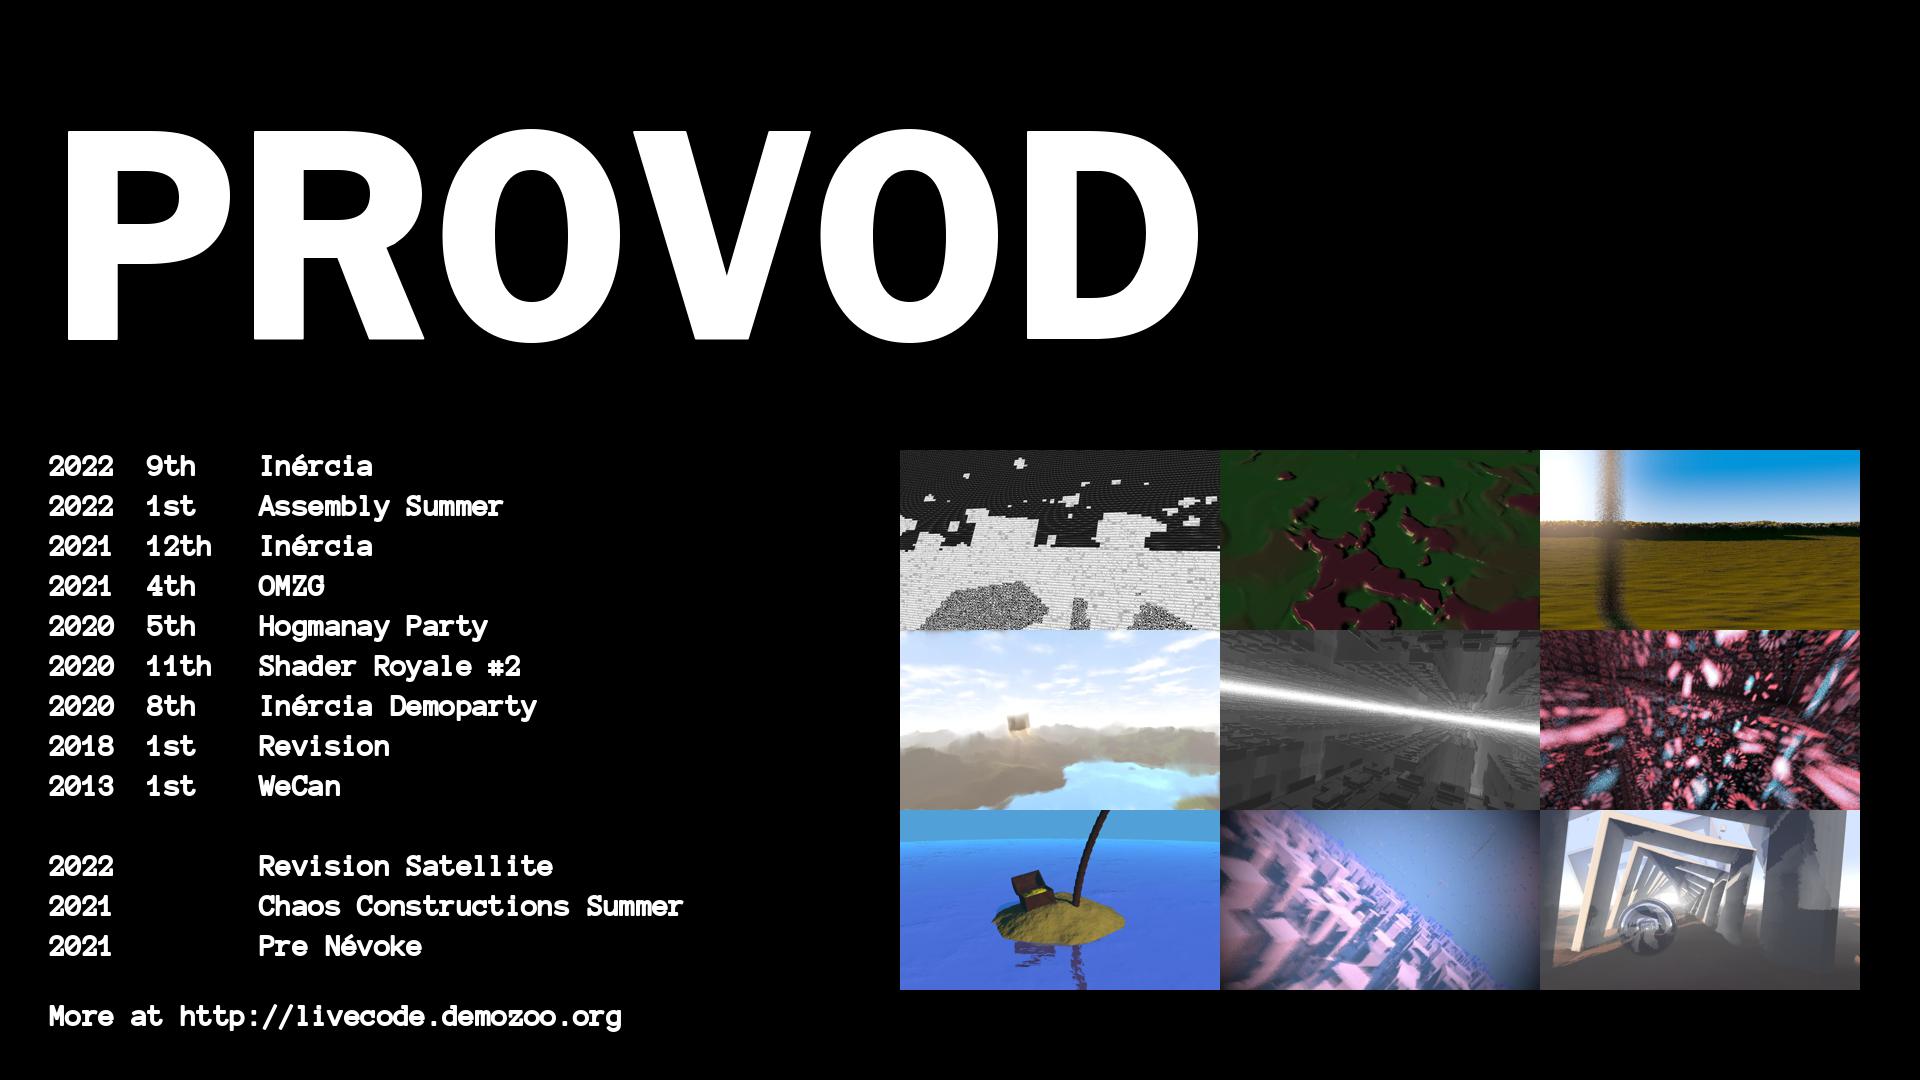 PROVOD
2022 9th Inércia
2022 1st Assembly Summer
2021 12th Inércia
2021 4th OMZG
2020 5th Hogmanay Party
2020 11th Shader Royale #2
2020 8th Inércia Demoparty
2018 1st Revision
2013 1st WeCan
2022 Revision Satellite
2021 Chaos Constructions Summer
2021 Pre Névoke
More at http://livecode.demozoo.org